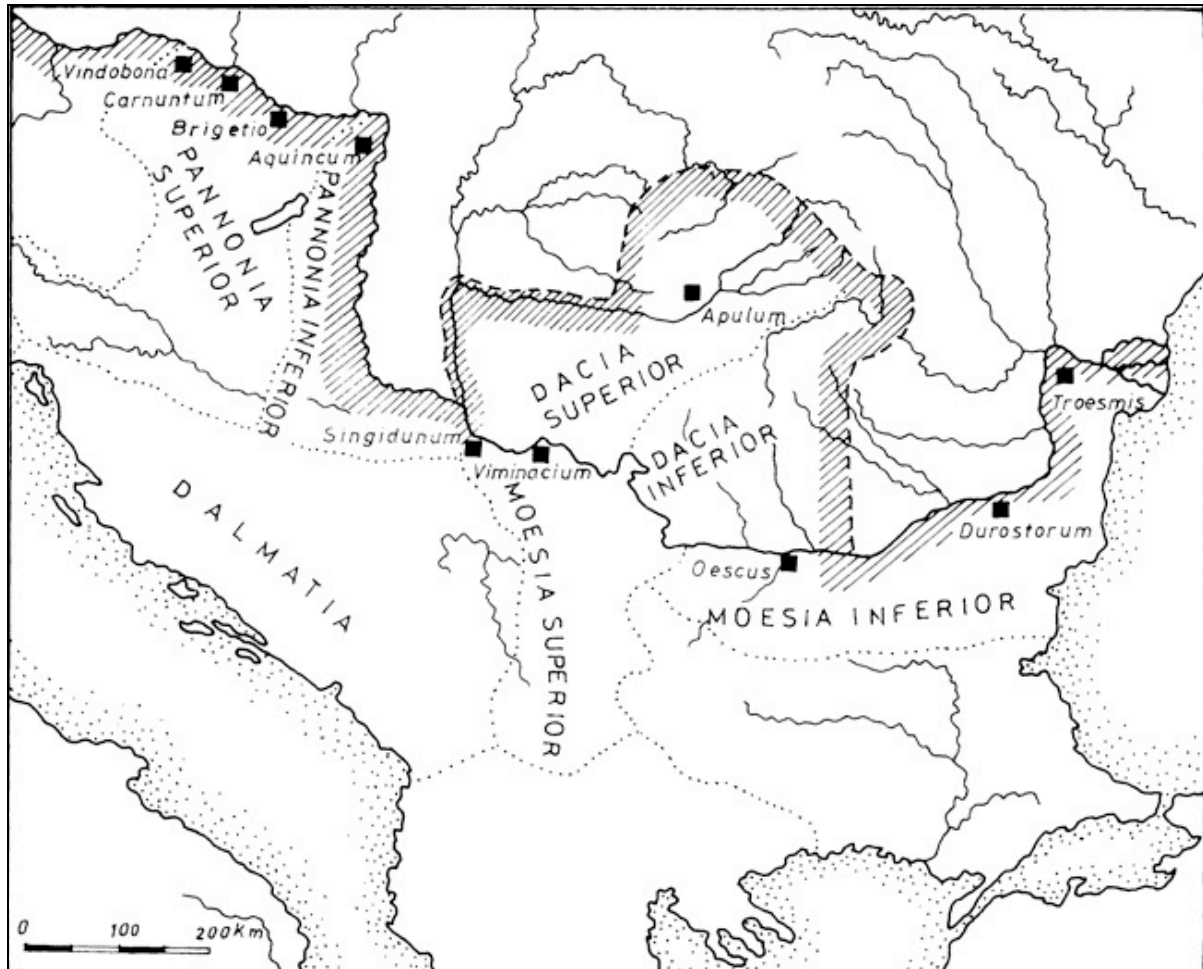 Vindobona
Carnuntum
Brigetio
Aquincum
PANNONIA
SUPERIOR
PANNONIA INFERIOR
Apulum
DACIA
SUPERIOR
DACIA
INFERIOR
Troesmis
Singidunum
Viminacium
DALMATIA
MOESIA SUPERIOR
Durostorum
Oescus
MOESIA INFERIOR
0 100 200 Km